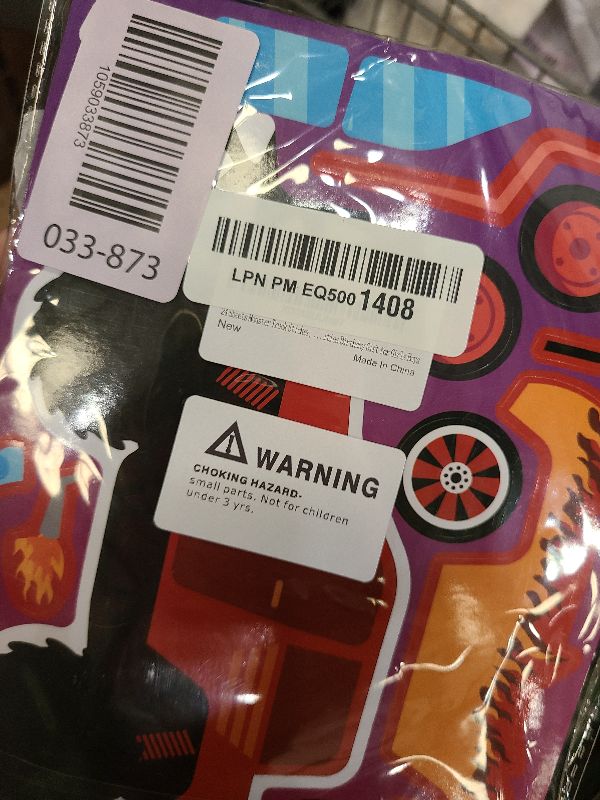 1059033873
033-873
LPN PM EQ500 1408
New
Made In China
WARNING
CHOKING HAZARD-
small parts. Not for children
under 3 yrs.